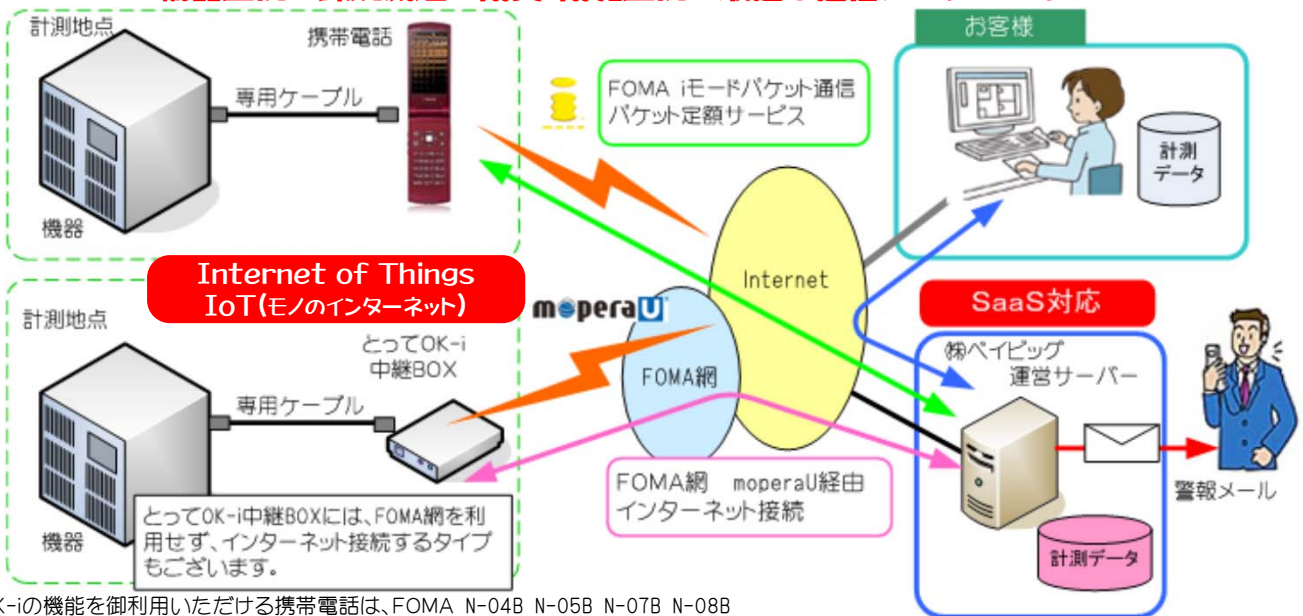 計測地点
携帯電話
専用ケーブル
機器
FOMA iモードパケット通信
パケット定額サービス
お客様
計測
データ
Internet of Things
IoT(モノのインターネット)
moperaU
Internet
FOMA網
計測地点
とってOK-i
中継BOX
専用ケーブル
機器
とってOK-i中継BOXには、FOMA網を利
用せず、インターネット接続するタイプ
もございます。
FOMA網 moperaU経由
インターネット接続
SaaS対応
㈱ペイピッグ
運営サーバー
警報メール
計測データ
K-iの機能を御利用いただける携帯電話は、FOMA N-04B N-05B N-07B N-08B